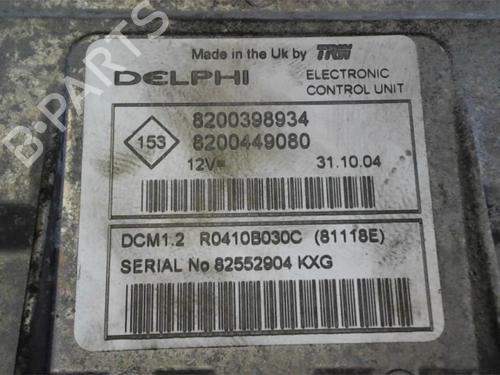 Made in the Uk by TRW
DELPHI
ELECTRONIC
CONTROL UNIT
153
8200398934
8200449080
12V=
31.10.04
DCM1.2 R0410B030C (81118E)
SERIAL No 82552904 KXG
B-PARTS